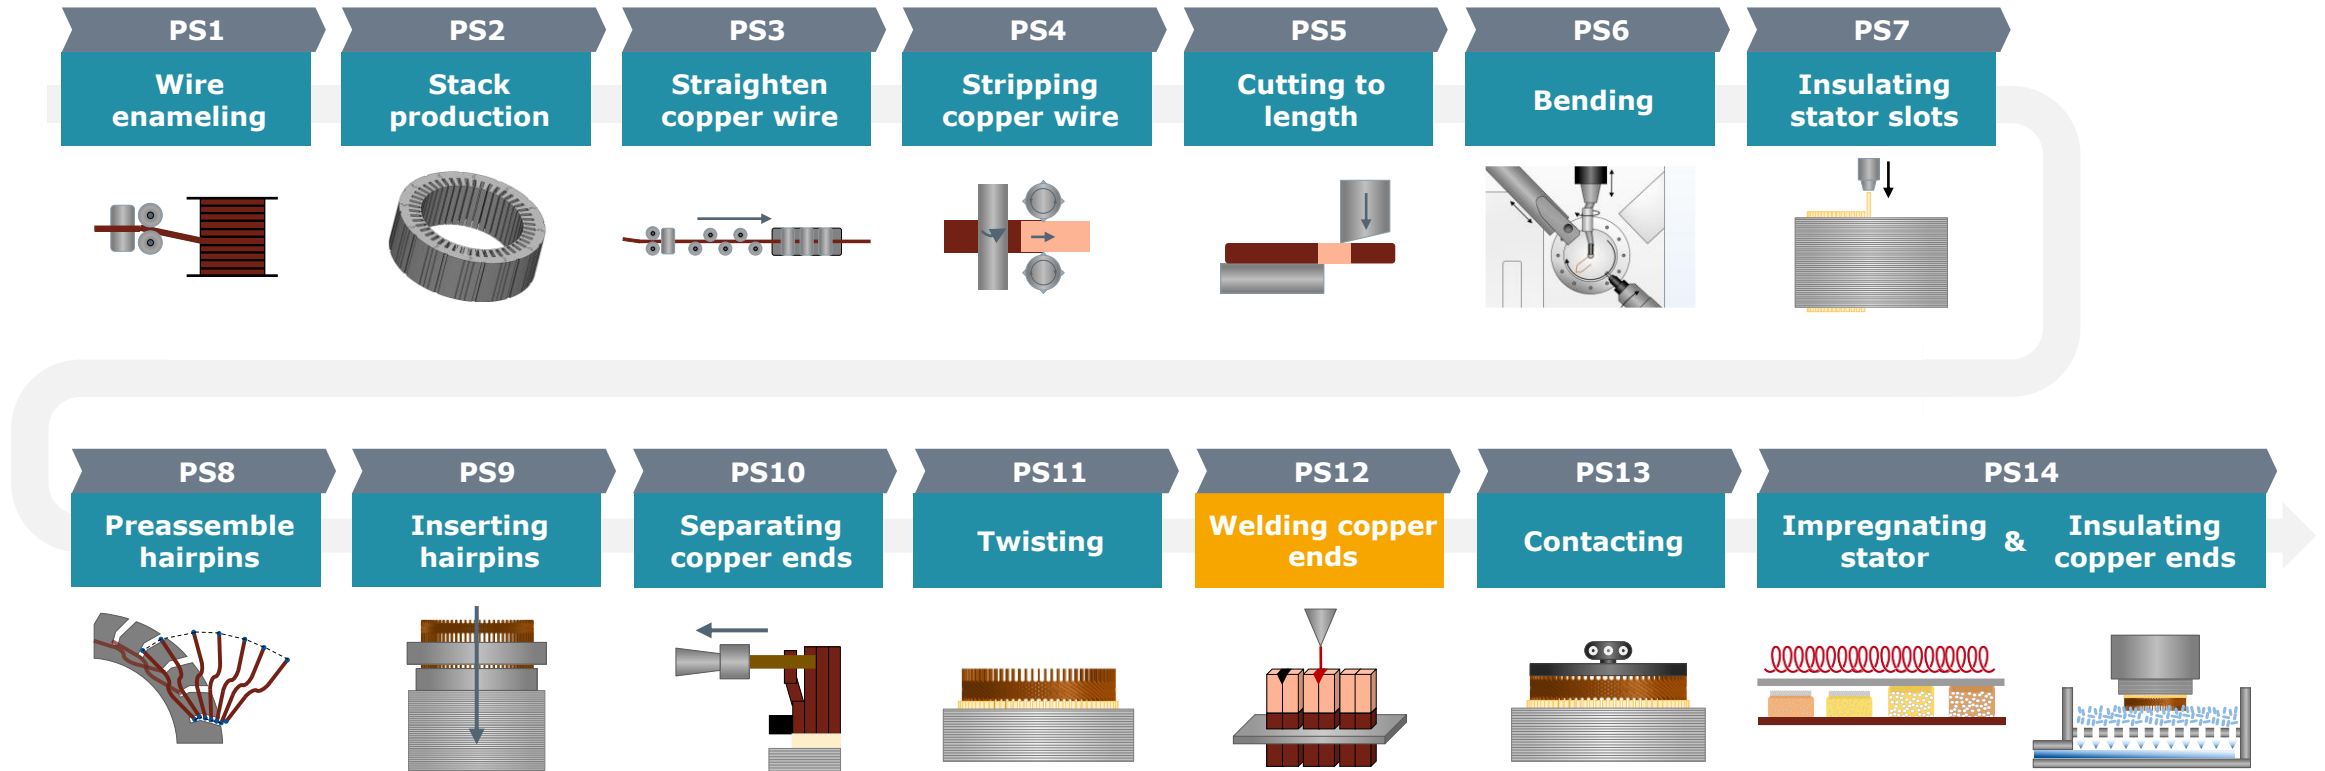 PS1
Wire
enameling
PS2
Stack
production
PS3
Straighten
copper wire
PS4
Stripping
copper wire
PS5
Cutting to
length
PS6
Bending
PS7
Insulating
stator slots
PS8
Preassemble
hairpins
PS9
Inserting
hairpins
PS10
Separating
copper ends
PS11
Twisting
PS12
Welding copper
ends
PS13
Contacting
PS14
Impregnating
stator
&
Insulating
copper ends